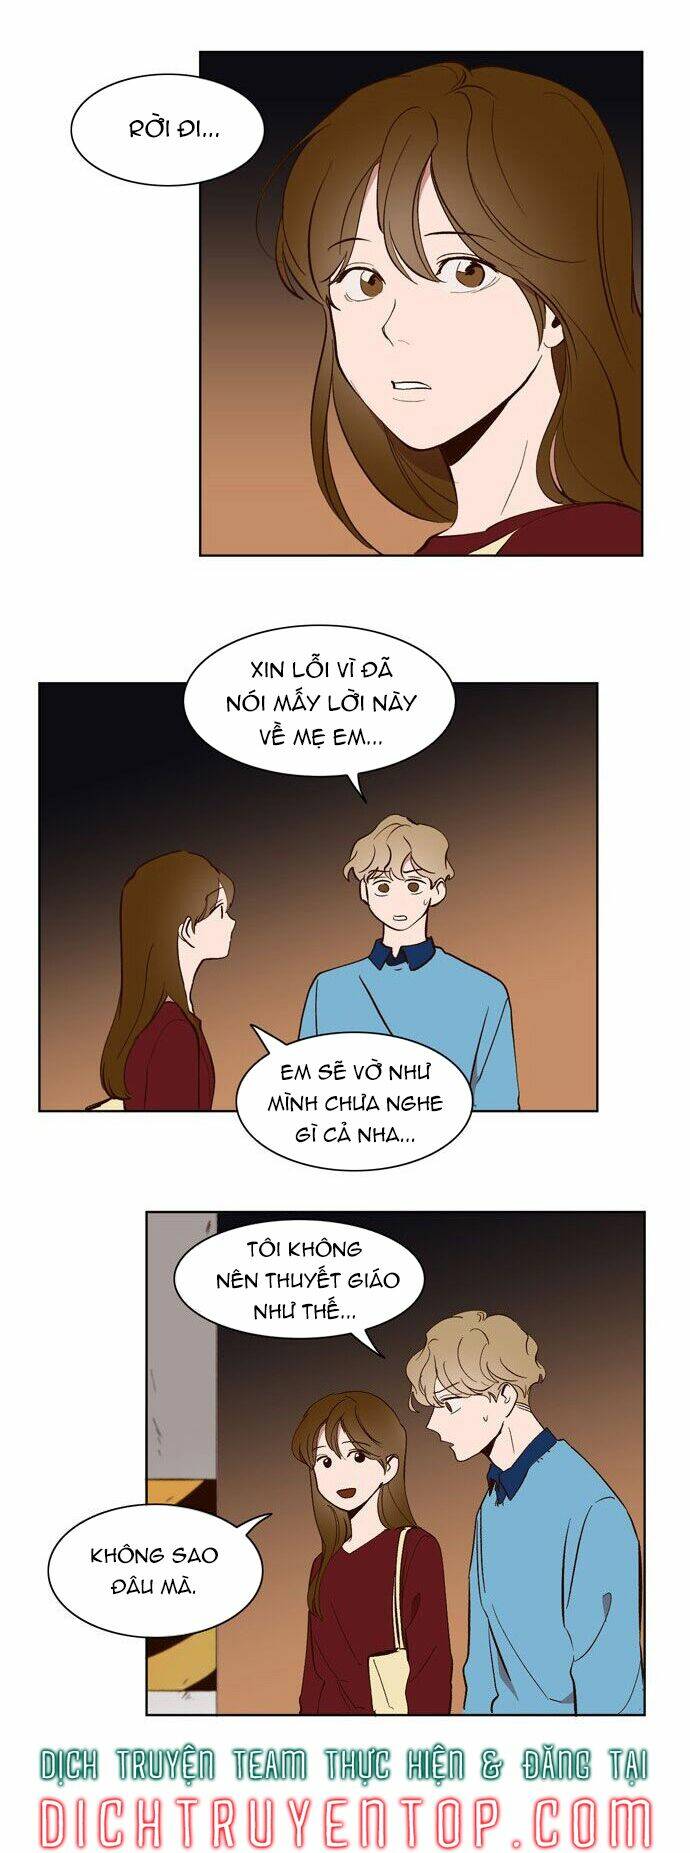 RỜI ĐI...
XIN LỖI VÌ ĐÃ
NÓI MẤY LỜI NÀY
VỀ MẸ EM...
EM SẼ VỜ NHƯ
MÌNH CHƯA NGHE
GÌ CẢ NHA...
TÔI KHÔNG
NÊN THUYẾT GIÁO
NHƯ THẾ...
KHÔNG SAO
ĐÂU MÀ.
DỊCH TRUYỆN TEAM THỰC HIỆN & ĐĂNG TẠI
DICHTRUYENTOP.COM